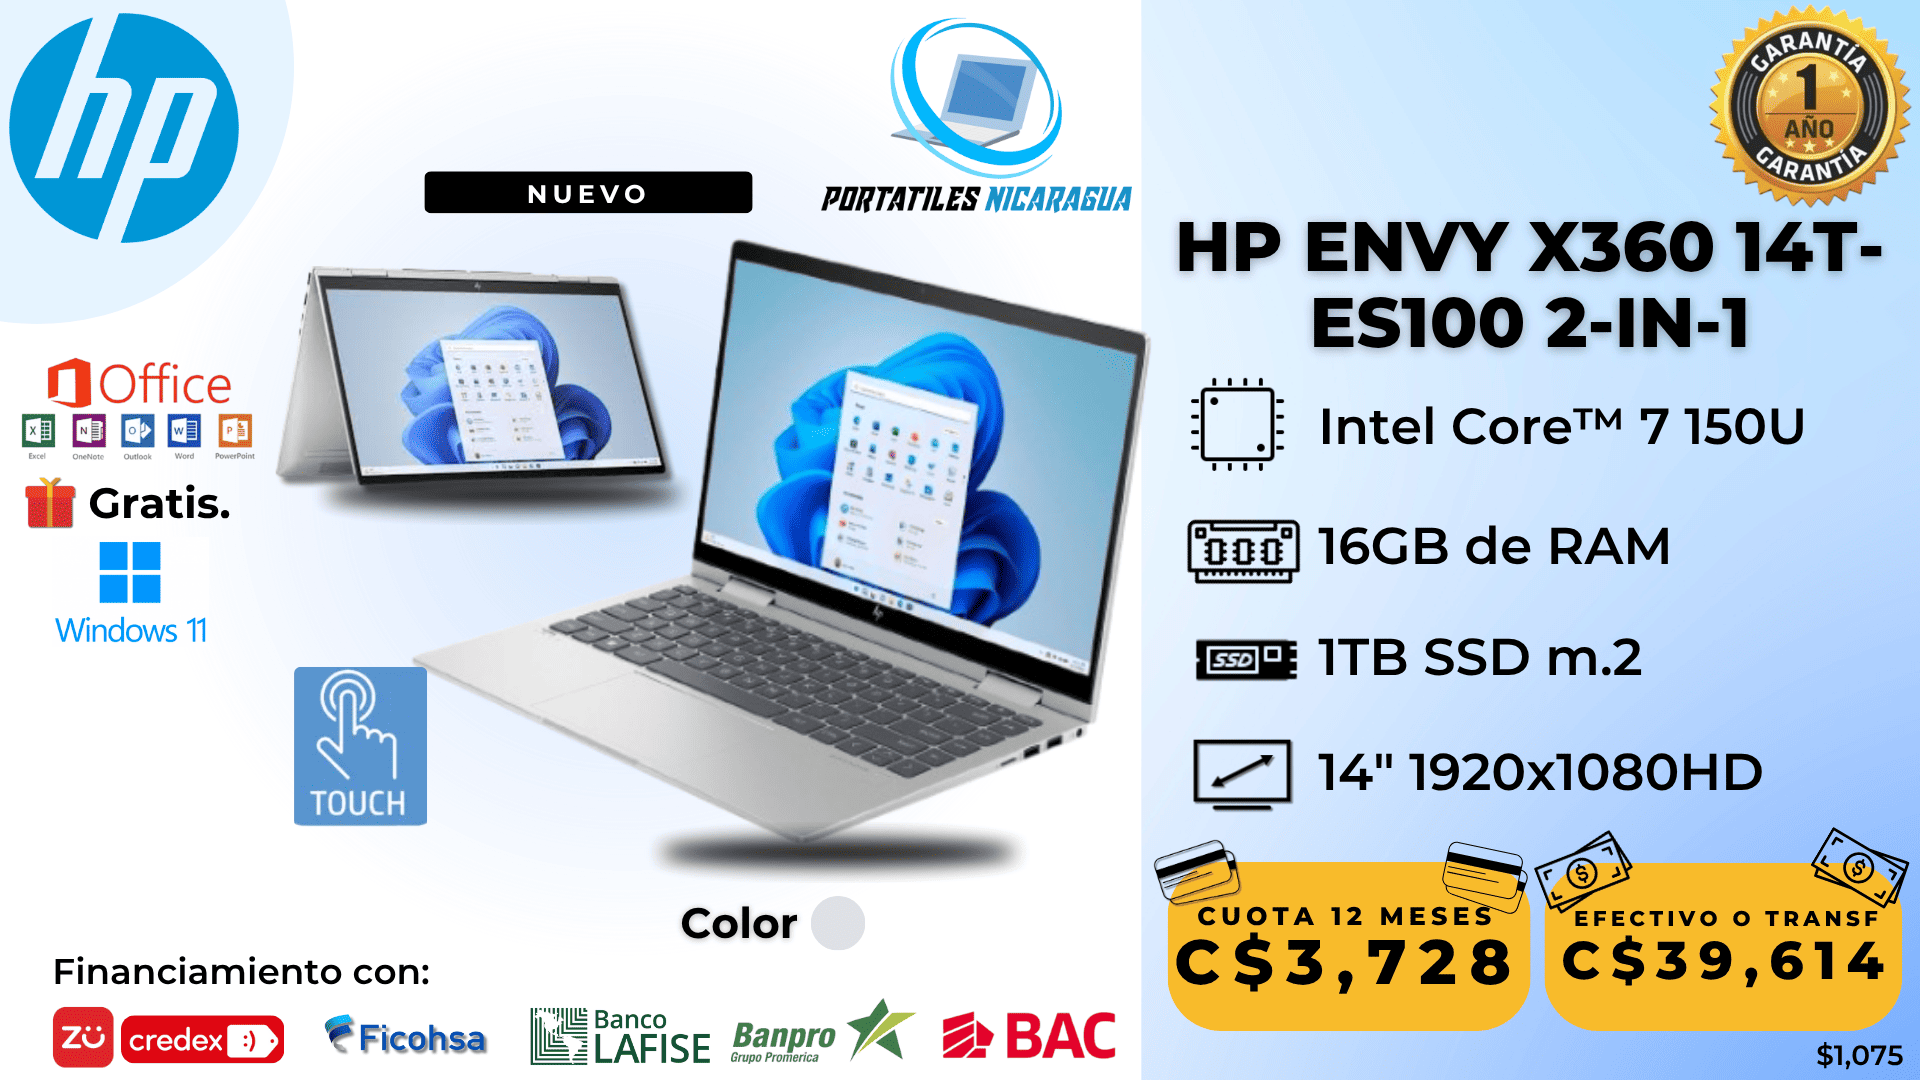 hp
PORTATILES NICARAGUA
NUEVO
GARANTÍA
1
AÑO
GARANTÍA
HP ENVY X360 14T-
ES100 2-IN-1
Office
Excel OneNote Outlook Word PowerPoint
Gratis.
Windows 11
TOUCH
Intel Core™ 7 150U
16GB de RAM
SSD
1TB SSD m.2
14" 1920x1080HD
Color
CUOTA 12 MESES
C$3,728
EFECTIVO O TRANSF
C$39,614
$1,075
Financiamiento con:
ZU
credex :)
Ficohsa
Banco
LAFISE
Banpro
Grupo Promerica
BAC